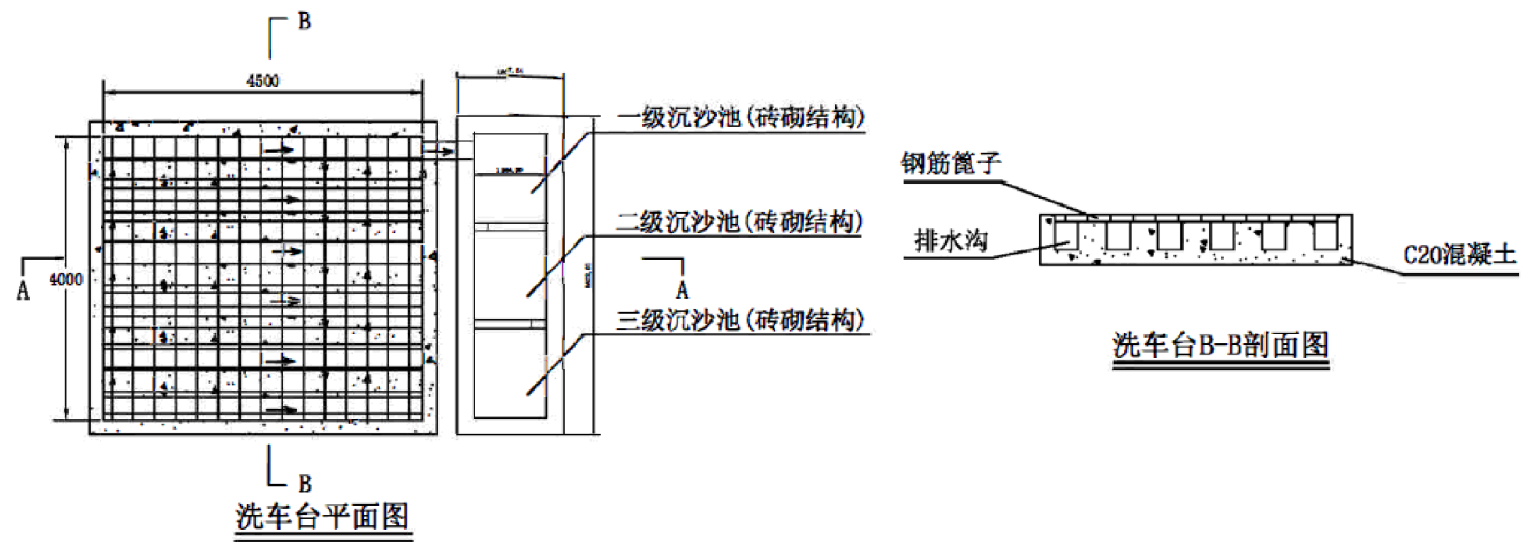 B
4500
一级沉沙池(砖砌结构)
二级沉沙池(砖砌结构)
三级沉沙池(砖砌结构)
4000
A
A
B
洗车台平面图
钢筋篦子
排水沟
C20混凝土
洗车台B-B剖面图